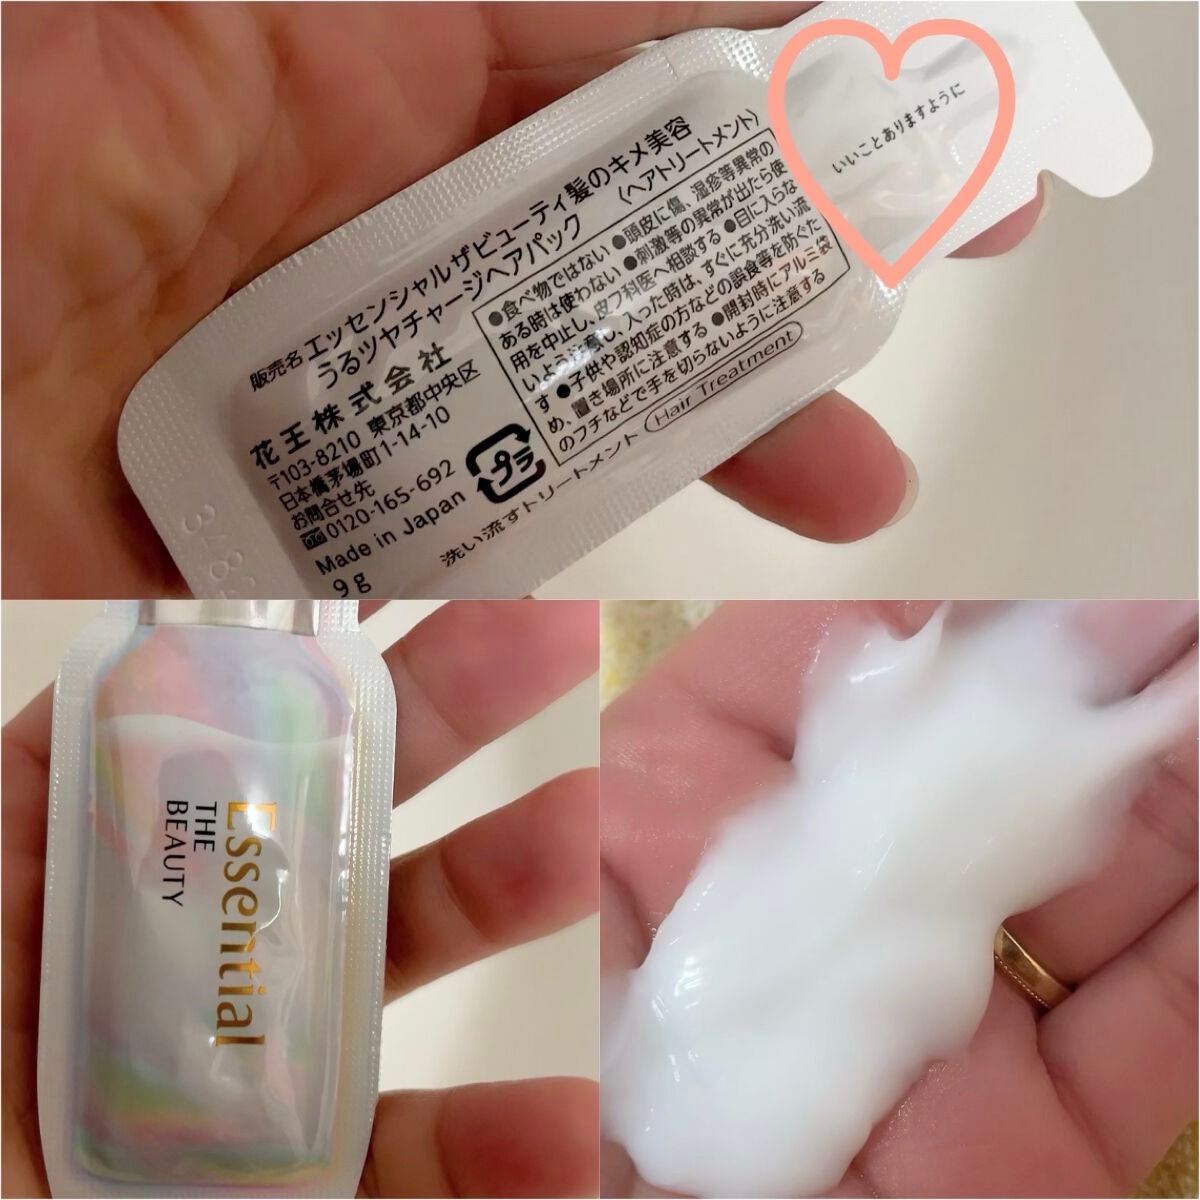 いいことありますように
販売名 エッセンシャルザビューティ髪のキメ美容
うるツヤチャージヘアパック 〈ヘアトリートメント〉
花王株式会社
〒103-8210 東京都中央区
日本橋茅場町1-14-10
お問合せ先
0120-165-692
Made in Japan
9g
プラ
●食べ物ではない ●頭皮に傷、湿疹等異常の
ある時は使わない ●刺激等の異常が出たら使
用を中止し、皮フ科医へ相談する ●目に入らな
いよう注意し、入った時は、すぐに充分洗い流
す ●子供や認知症の方などの誤食等を防ぐた
め、置き場所に注意する ●開封時にアルミ袋
のフチなどで手を切らないように注意する
洗い流すトリートメント Hair Treatment
Essential
THE
BEAUTY